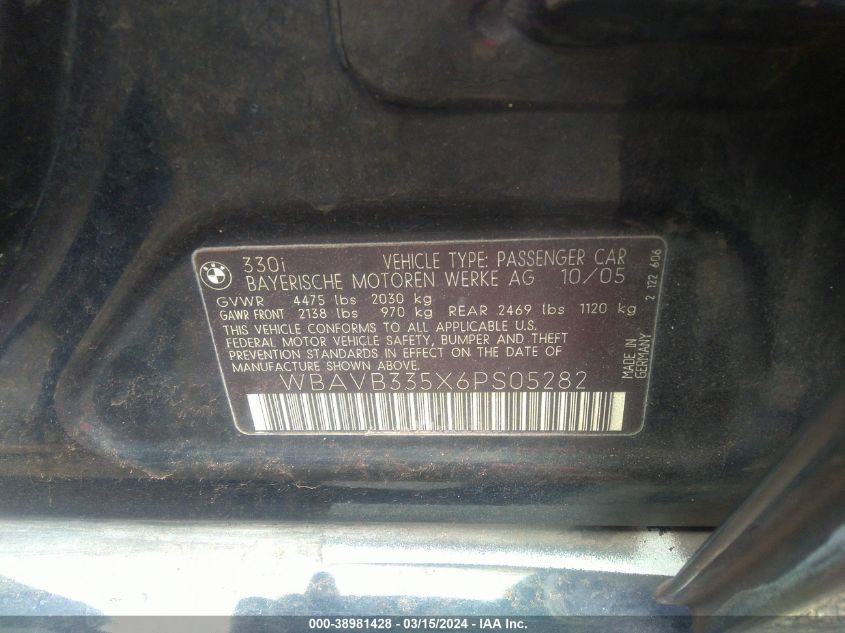 BMW
330i VEHICLE TYPE: PASSENGER CAR
BAYERISCHE MOTOREN WERKE AG 10/05
GVWR 4475 lbs 2030 kg
GAWR FRONT 2138 lbs 970 kg REAR 2469 lbs 1120 kg
THIS VEHICLE CONFORMS TO ALL APPLICABLE U.S.
FEDERAL MOTOR VEHICLE SAFETY, BUMPER AND THEFT
PREVENTION STANDARDS IN EFFECT ON THE DATE OF
MANUFACTURE SHOWN ABOVE.
WBAVB335X6PS05282
MADE IN
GERMANY
2 122 606
000-38981428 - 03/15/2024 - IAA Inc.